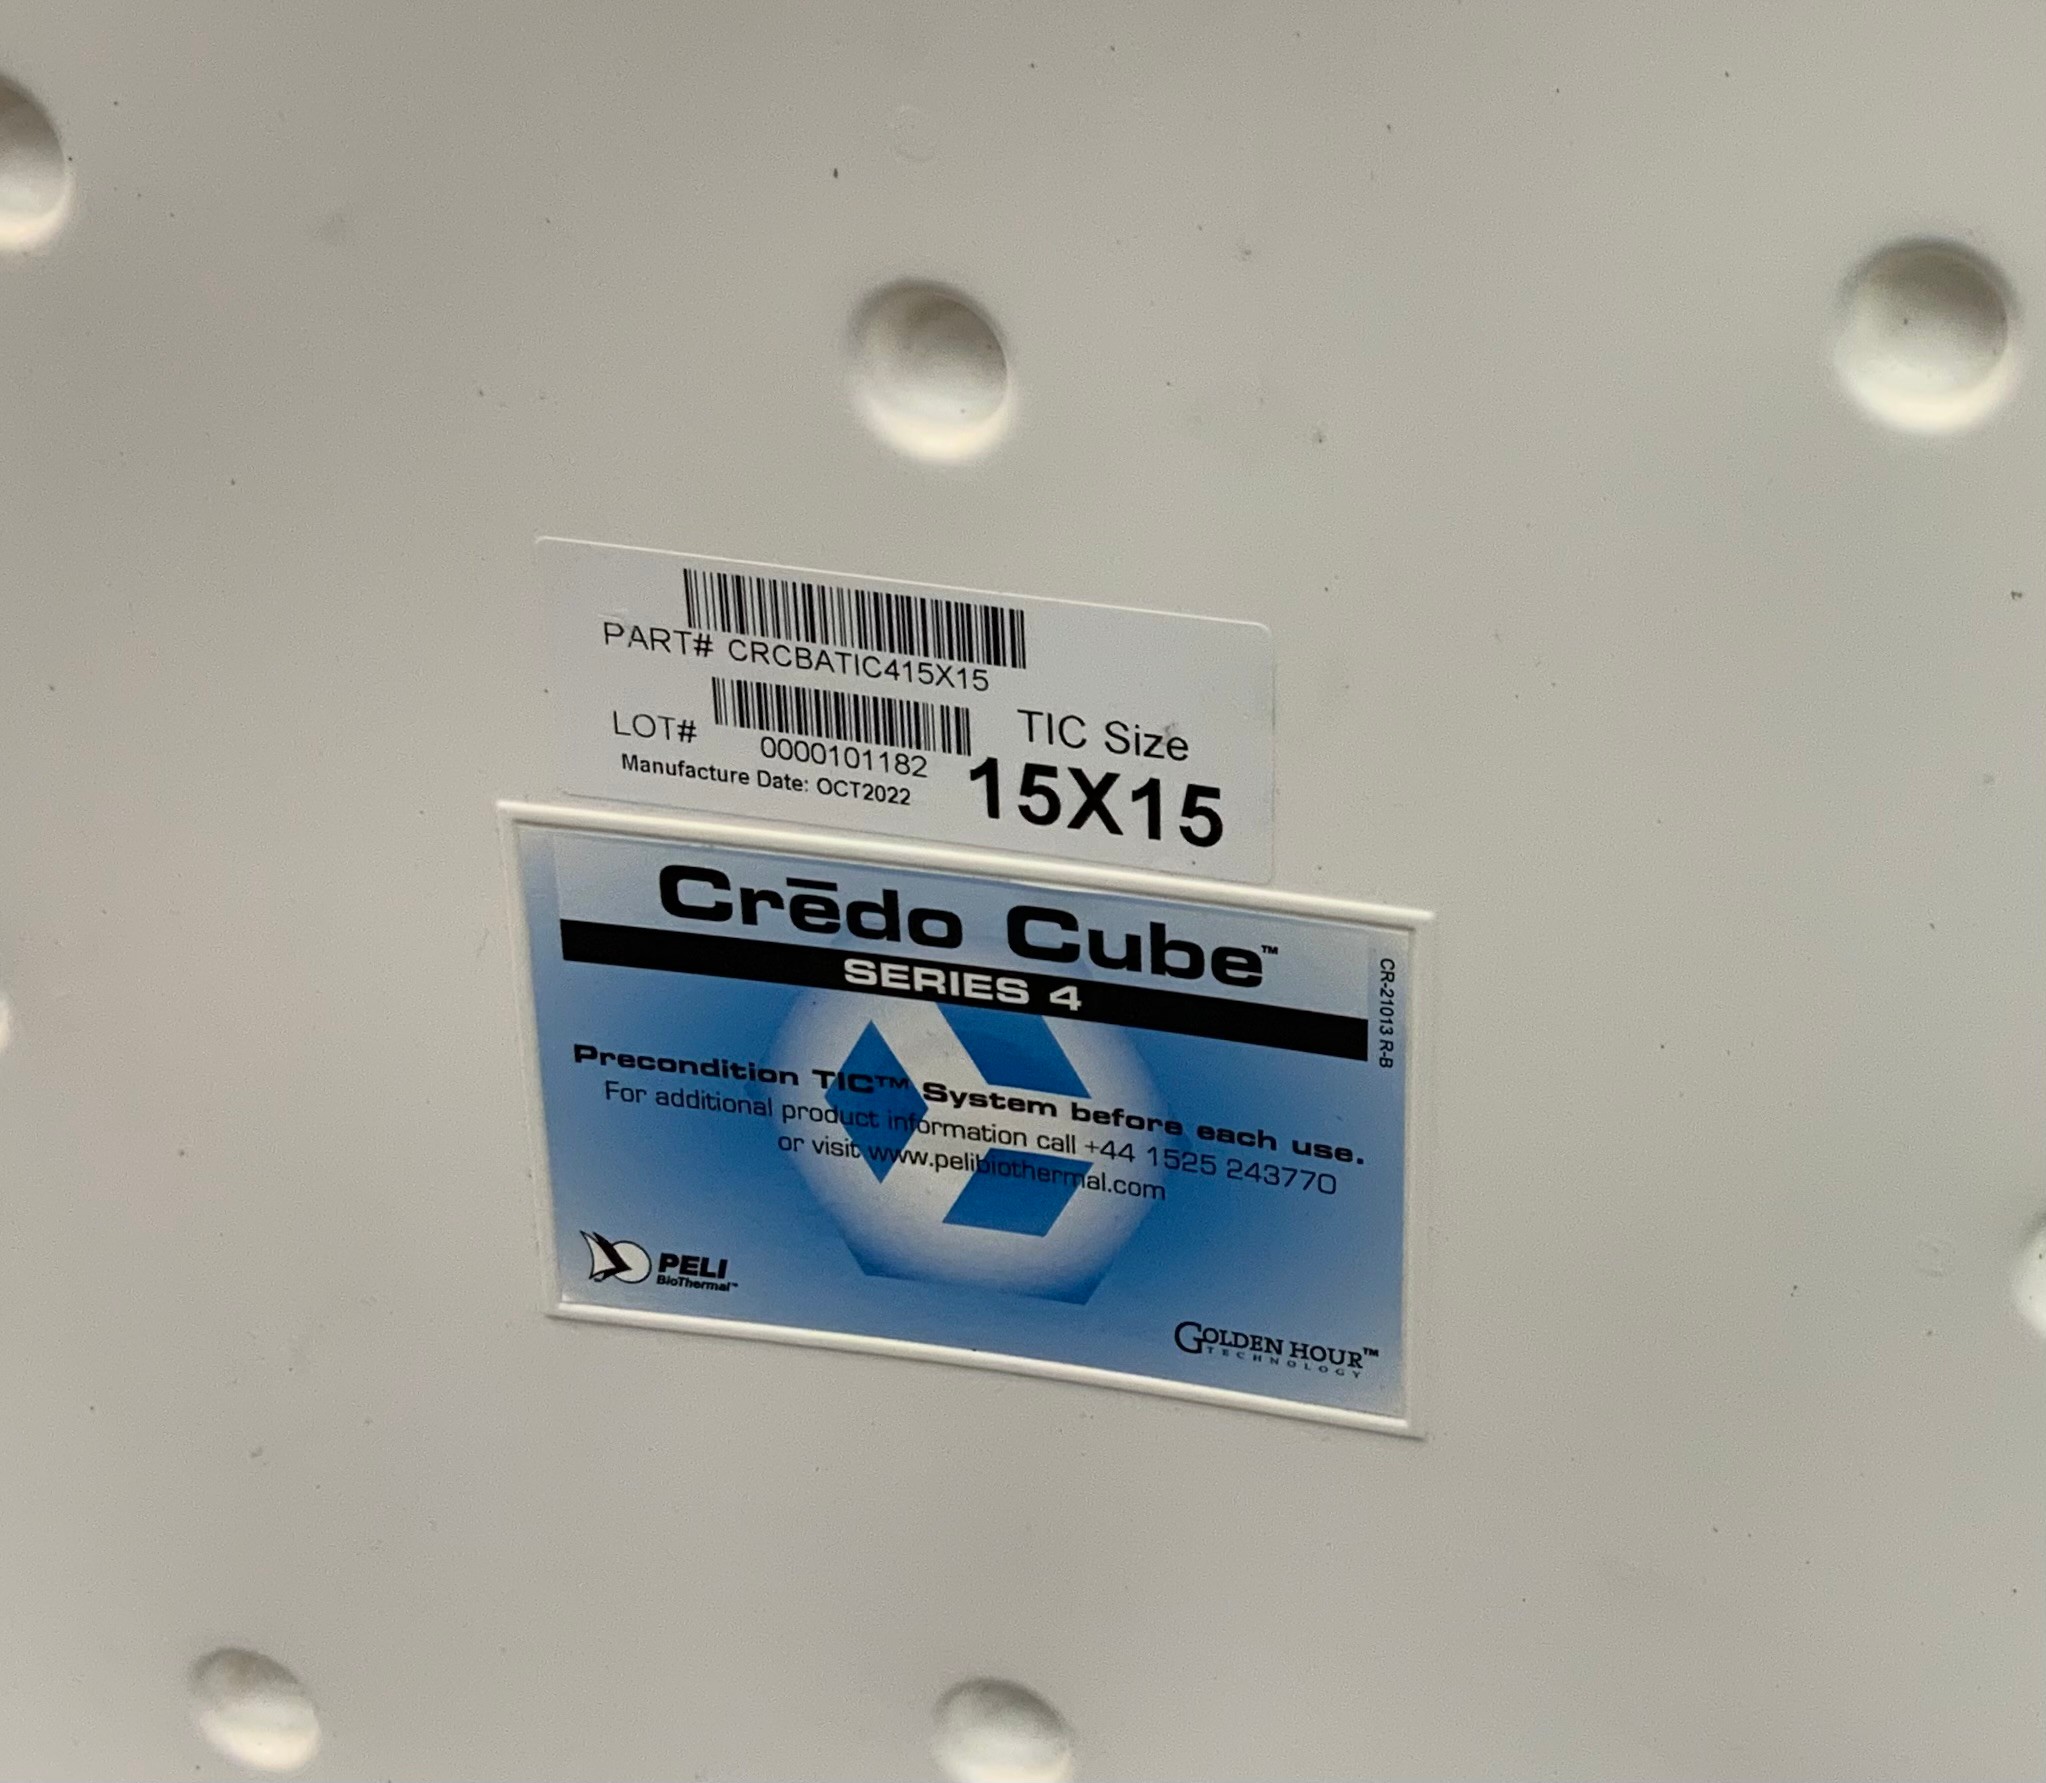 PART# CRCBATIC415X15
LOT# 0000101182
Manufacture Date: OCT2022
TIC Size
15X15
Crēdo Cube™
SERIES 4
CR-21013 R-B
Precondition TIC™ System before each use.
For additional product information call +44 1525 243770
or visit www.pelibiothermal.com
PELI
BioThermal™
GOLDEN HOUR™
TECHNOLOGY